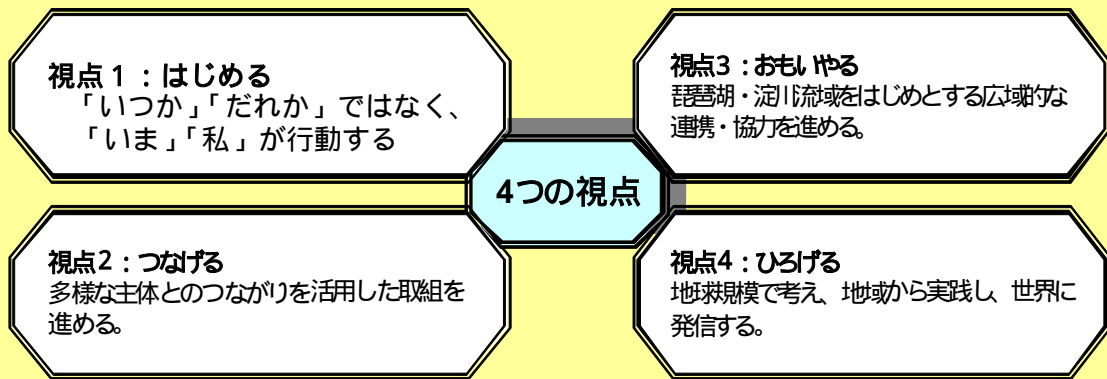 視点1：はじめる
「いつか」「だれか」ではなく、
「いま」「私」が行動する
視点2：つなげる
多様な主体とのつながりを活用した取組を
進める。
4つの視点
視点3：おもいやる
琵琶湖・淀川流域をはじめとする広域的な
連携・協力を進める。
視点4：ひろげる
地球規模で考え、地域から実践し、世界に
発信する。